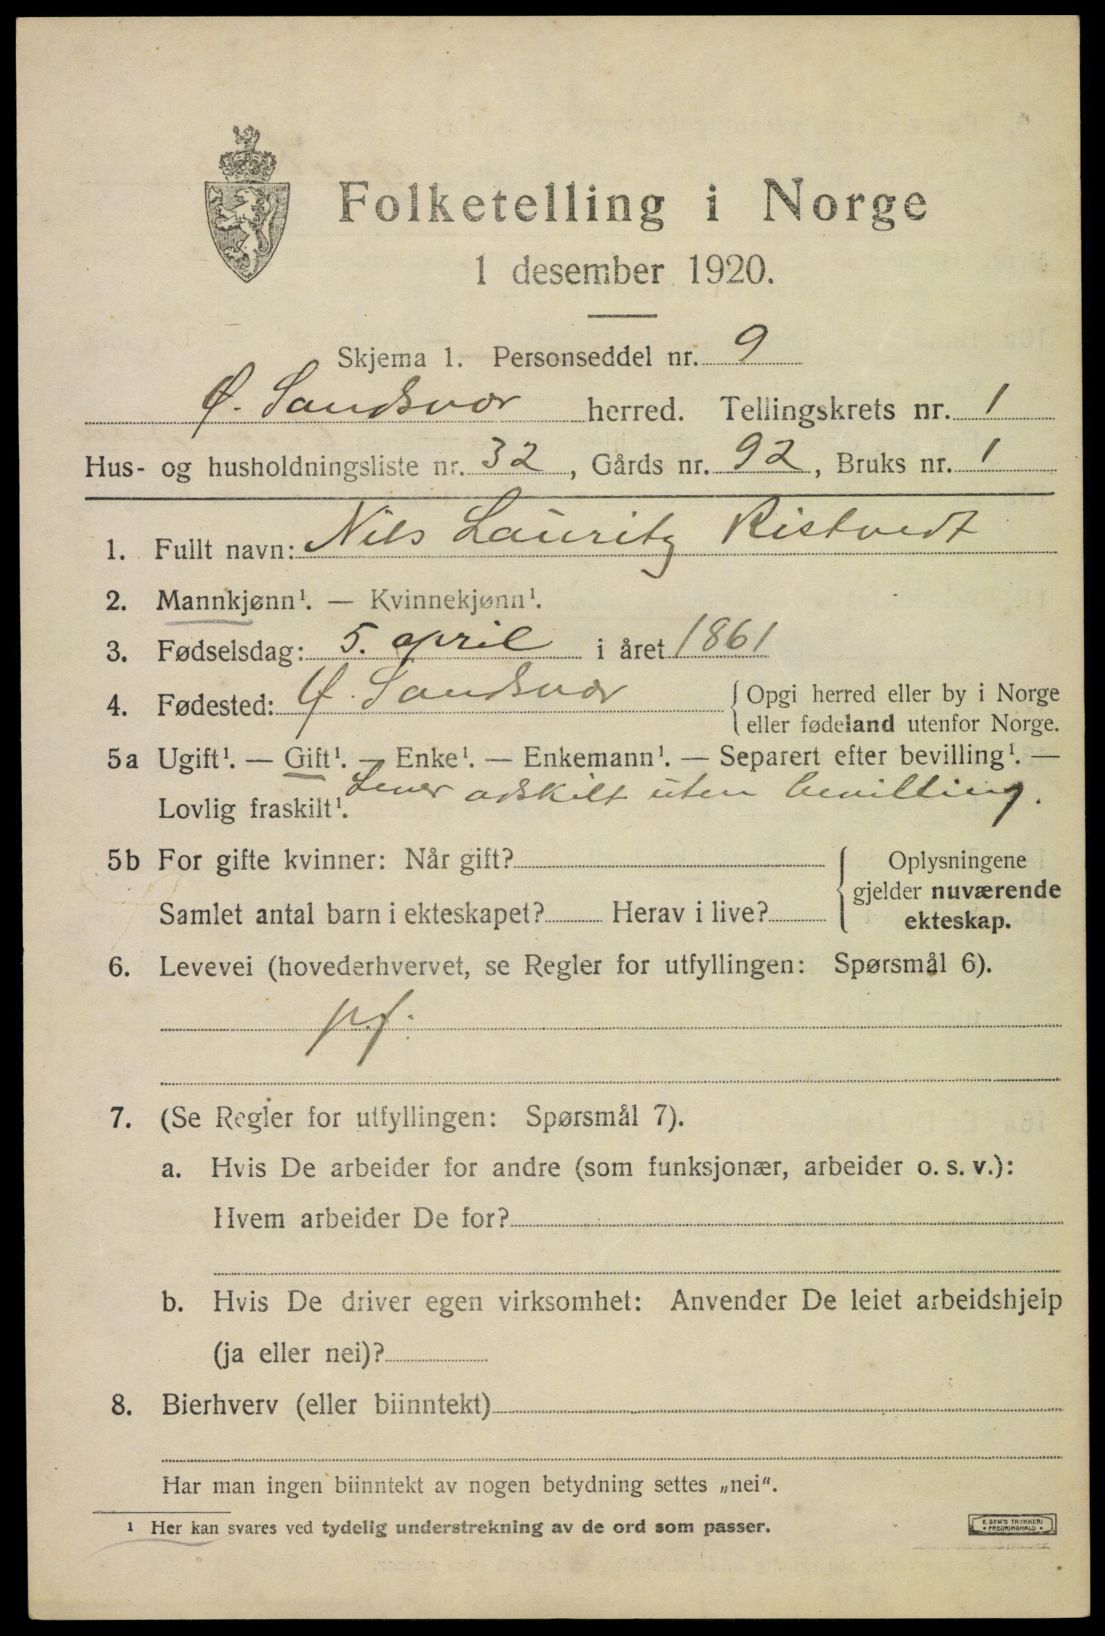 Folketelling i Norge
1 desember 1920.
Skjema 1. Personseddel nr. 9
Ø. Sandsvær herred. Tellingskrets nr. 1
Hus- og husholdningsliste nr. 32, Gårds nr. 92, Bruks nr. 1
1. Fullt navn: Nils Lauritz Ristvedt
2. Mannkjønn¹. — Kvinnekjønn¹.
3. Fødselsdag: 5. april i året 1861
4. Fødested: Ø. Sandsvær { Opgi herred eller by i Norge
eller fødeland utenfor Norge.
5a Ugift¹. — Gift¹. — Enke¹. — Enkemann¹. — Separert efter bevilling¹. —
Lever adskilt uten bevilling.
Lovlig fraskilt¹.
5b For gifte kvinner: Når gift? { Oplysningene
gjelder nuværende
Samlet antal barn i ekteskapet? Herav i live? ekteskap.
6. Levevei (hovederhvervet, se Regler for utfyllingen: Spørsmål 6).
p.f.
7. (Se Regler for utfyllingen: Spørsmål 7).
a. Hvis De arbeider for andre (som funksjonær, arbeider o. s. v.):
Hvem arbeider De for?
b. Hvis De driver egen virksomhet: Anvender De leiet arbeidshjelp
(ja eller nei)?
8. Bierhverv (eller biinntekt)
Har man ingen biinntekt av nogen betydning settes „nei“.
¹ Her kan svares ved tydelig understrekning av de ord som passer.
E. SEM'S TRYKKERI
FREDRIKSHALD